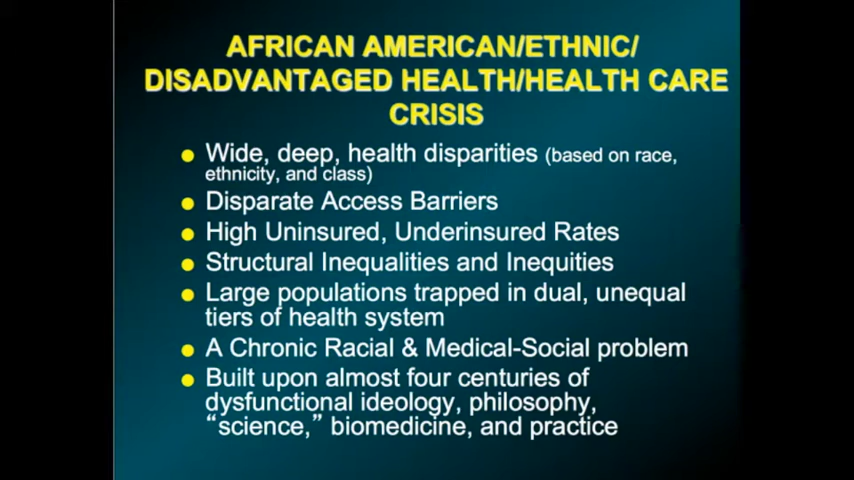 AFRICAN AMERICAN/ETHNIC/
DISADVANTAGED HEALTH/HEALTH CARE
CRISIS
● Wide, deep, health disparities (based on race,
ethnicity, and class)
● Disparate Access Barriers
● High Uninsured, Underinsured Rates
● Structural Inequalities and Inequities
● Large populations trapped in dual, unequal
tiers of health system
● A Chronic Racial & Medical-Social problem
● Built upon almost four centuries of
dysfunctional ideology, philosophy,
“science,” biomedicine, and practice